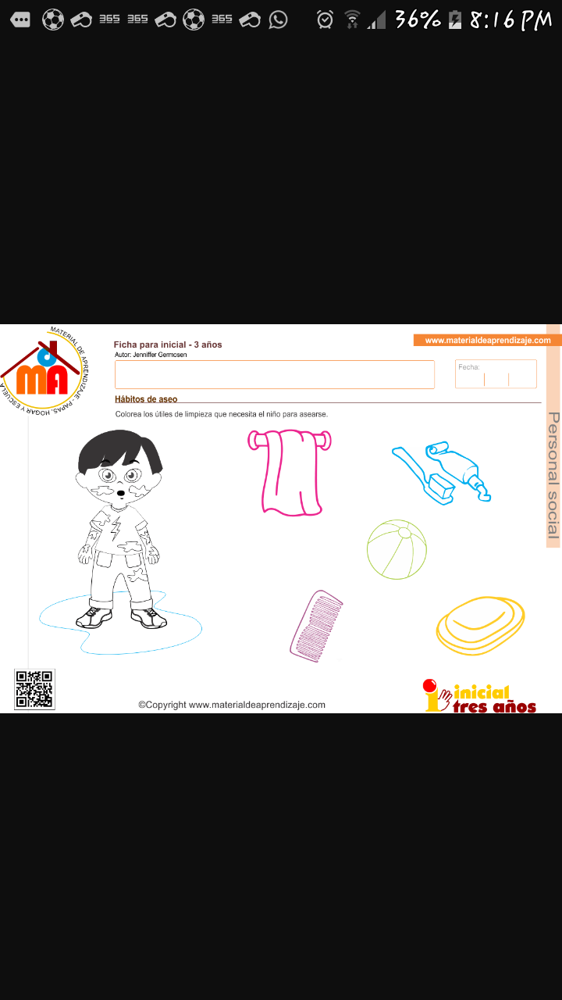 365 365 365 36% 8:16 PM
MATERIAL DE APRENDIZAJE - PAPAS, HOGAR Y ESCUELA
dmA
Ficha para inicial - 3 años
Autor: Jenniffer Germosen
www.materialdeaprendizaje.com
Fecha:
Hábitos de aseo
Colorea los útiles de limpieza que necesita el niño para asearse.
Personal social
©Copyright www.materialdeaprendizaje.com
inicial
tres años